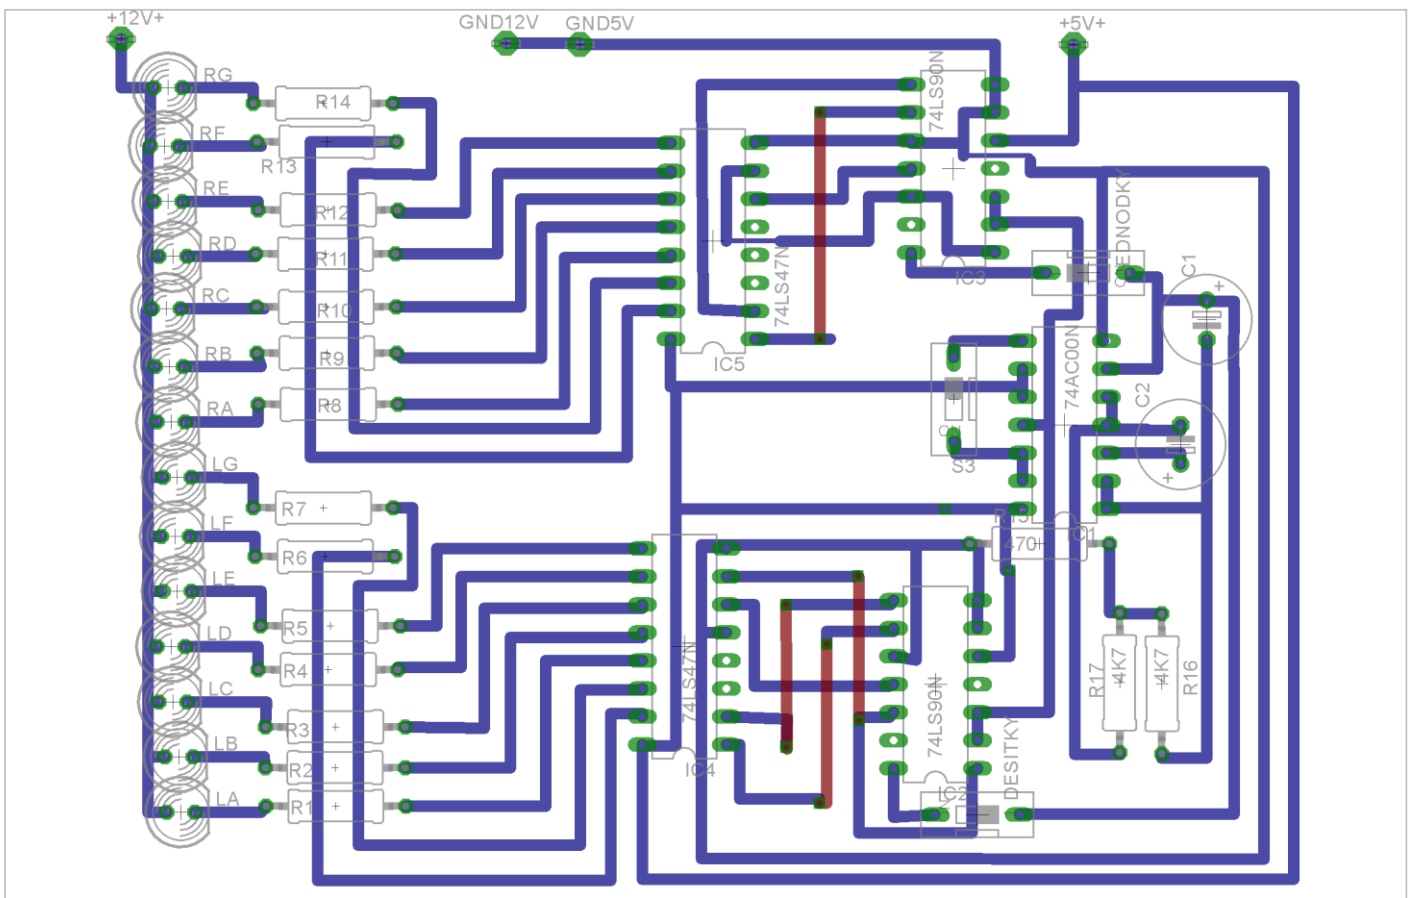 +12V+
GND12V
GND5V
+5V+
RG
R14
74LS90N
RF
R13
RE
R12
RD
R11
IC3
JEDNODKY
C1
+
RC
R10
74LS47N
RB
R9
IC5
74AC00N
RA
R8
C2
S3
+
LG
R7
LF
R6
470
IC1
LE
R5
LD
R4
LC
R3
74LS47N
74LS90N
R17
4K7
4K7
R16
LB
R2
IC4
DESITKY
LA
R1
IC2